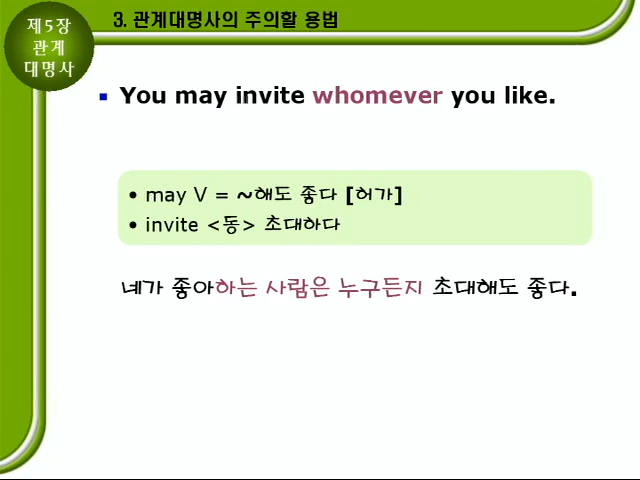 제5장
관계
대명사
3. 관계대명사의 주의할 용법
▪ You may invite whomever you like.
• may V = ~해도 좋다 [허가]
• invite <동> 초대하다
네가 좋아하는 사람은 누구든지 초대해도 좋다.